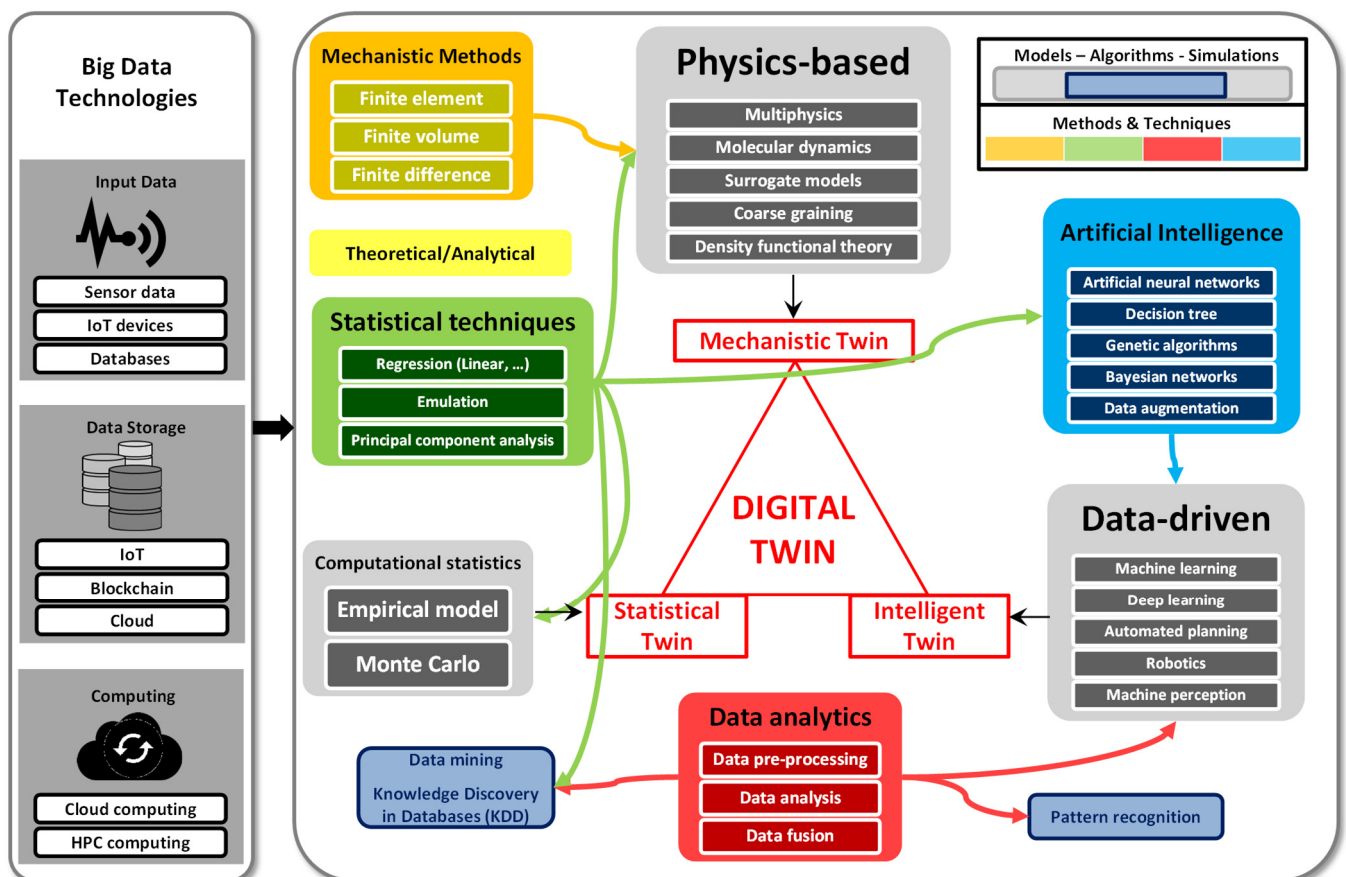 Big Data
Technologies
Input Data
Sensor data
IoT devices
Databases
Data Storage
IoT
Blockchain
Cloud
Computing
Cloud computing
HPC computing
Mechanistic Methods
Finite element
Finite volume
Finite difference
Theoretical/Analytical
Statistical techniques
Regression (Linear, …)
Emulation
Principal component analysis
Computational statistics
Empirical model
Monte Carlo
Data mining
Knowledge Discovery
in Databases (KDD)
Physics-based
Multiphysics
Molecular dynamics
Surrogate models
Coarse graining
Density functional theory
Mechanistic Twin
DIGITAL
TWIN
Statistical
Twin
Intelligent
Twin
Data analytics
Data pre-processing
Data analysis
Data fusion
Models – Algorithms - Simulations
Methods & Techniques
Artificial Intelligence
Artificial neural networks
Decision tree
Genetic algorithms
Bayesian networks
Data augmentation
Data-driven
Machine learning
Deep learning
Automated planning
Robotics
Machine perception
Pattern recognition